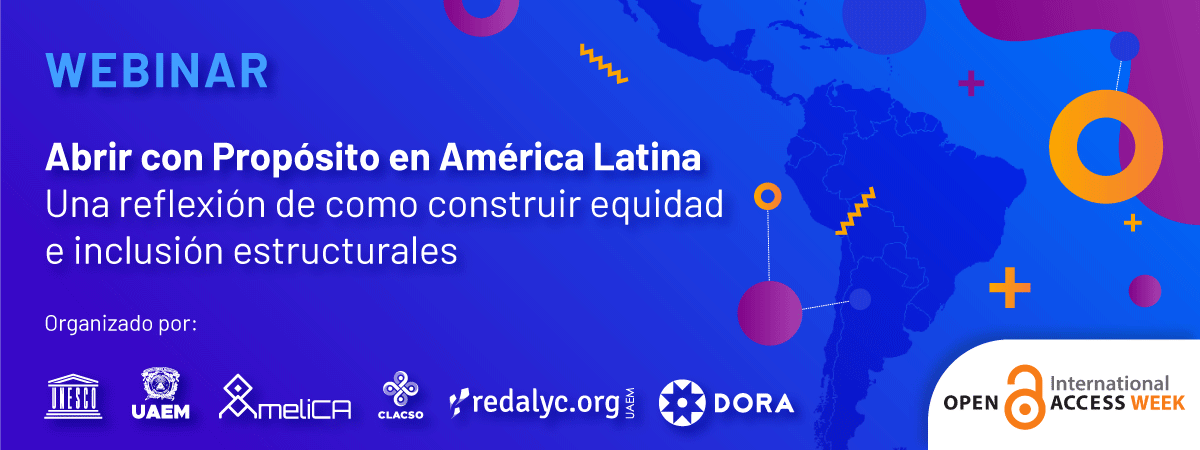 WEBINAR
Abrir con Propósito en América Latina
Una reflexión de como construir equidad
e inclusión estructurales
Organizado por:
UNESCO
UAEM
AmeliCA
CLACSO
redalyc.org
UAEM
DORA
International
OPEN ACCESS WEEK